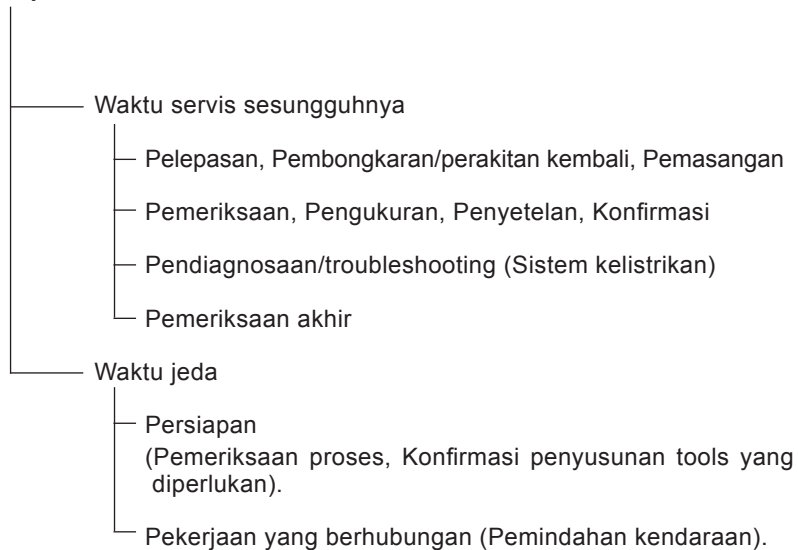 Waktu servis sesungguhnya
Pelepasan, Pembongkaran/perakitan kembali, Pemasangan
Pemeriksaan, Pengukuran, Penyetelan, Konfirmasi
Pendiagnosaan/troubleshooting (Sistem kelistrikan)
Pemeriksaan akhir
Waktu jeda
Persiapan
(Pemeriksaan proses, Konfirmasi penyusunan tools yang
diperlukan).
Pekerjaan yang berhubungan (Pemindahan kendaraan).